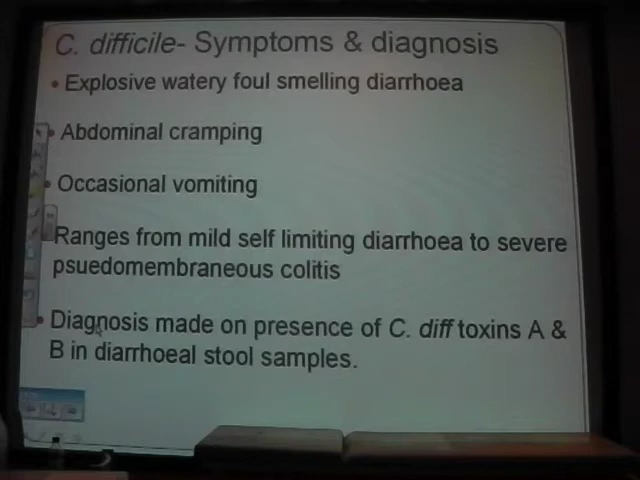 C. difficile- Symptoms & diagnosis
• Explosive watery foul smelling diarrhoea
• Abdominal cramping
• Occasional vomiting
Ranges from mild self limiting diarrhoea to severe
psuedomembraneous colitis
• Diagnosis made on presence of C. diff toxins A &
B in diarrhoeal stool samples.